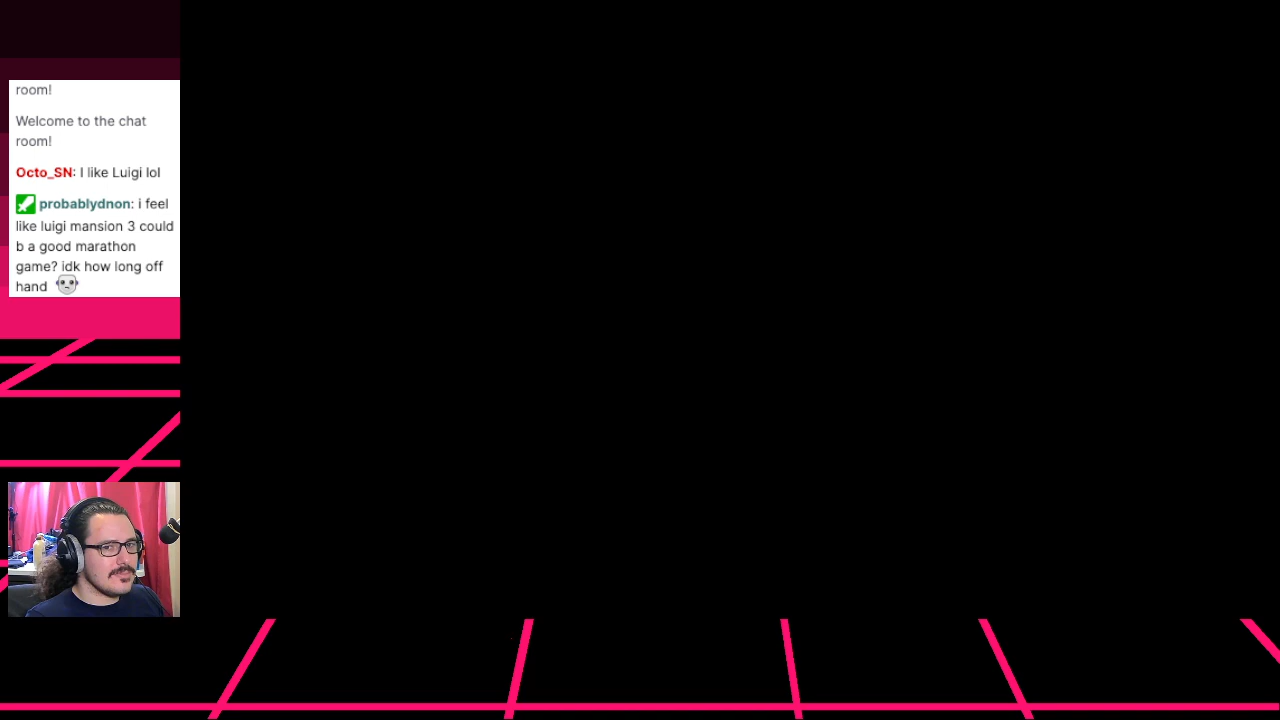 room!
Welcome to the chat
room!
Octo_SN: I like Luigi lol
probablydnon: i feel
like luigi mansion 3 could
b a good marathon
game? idk how long off
hand